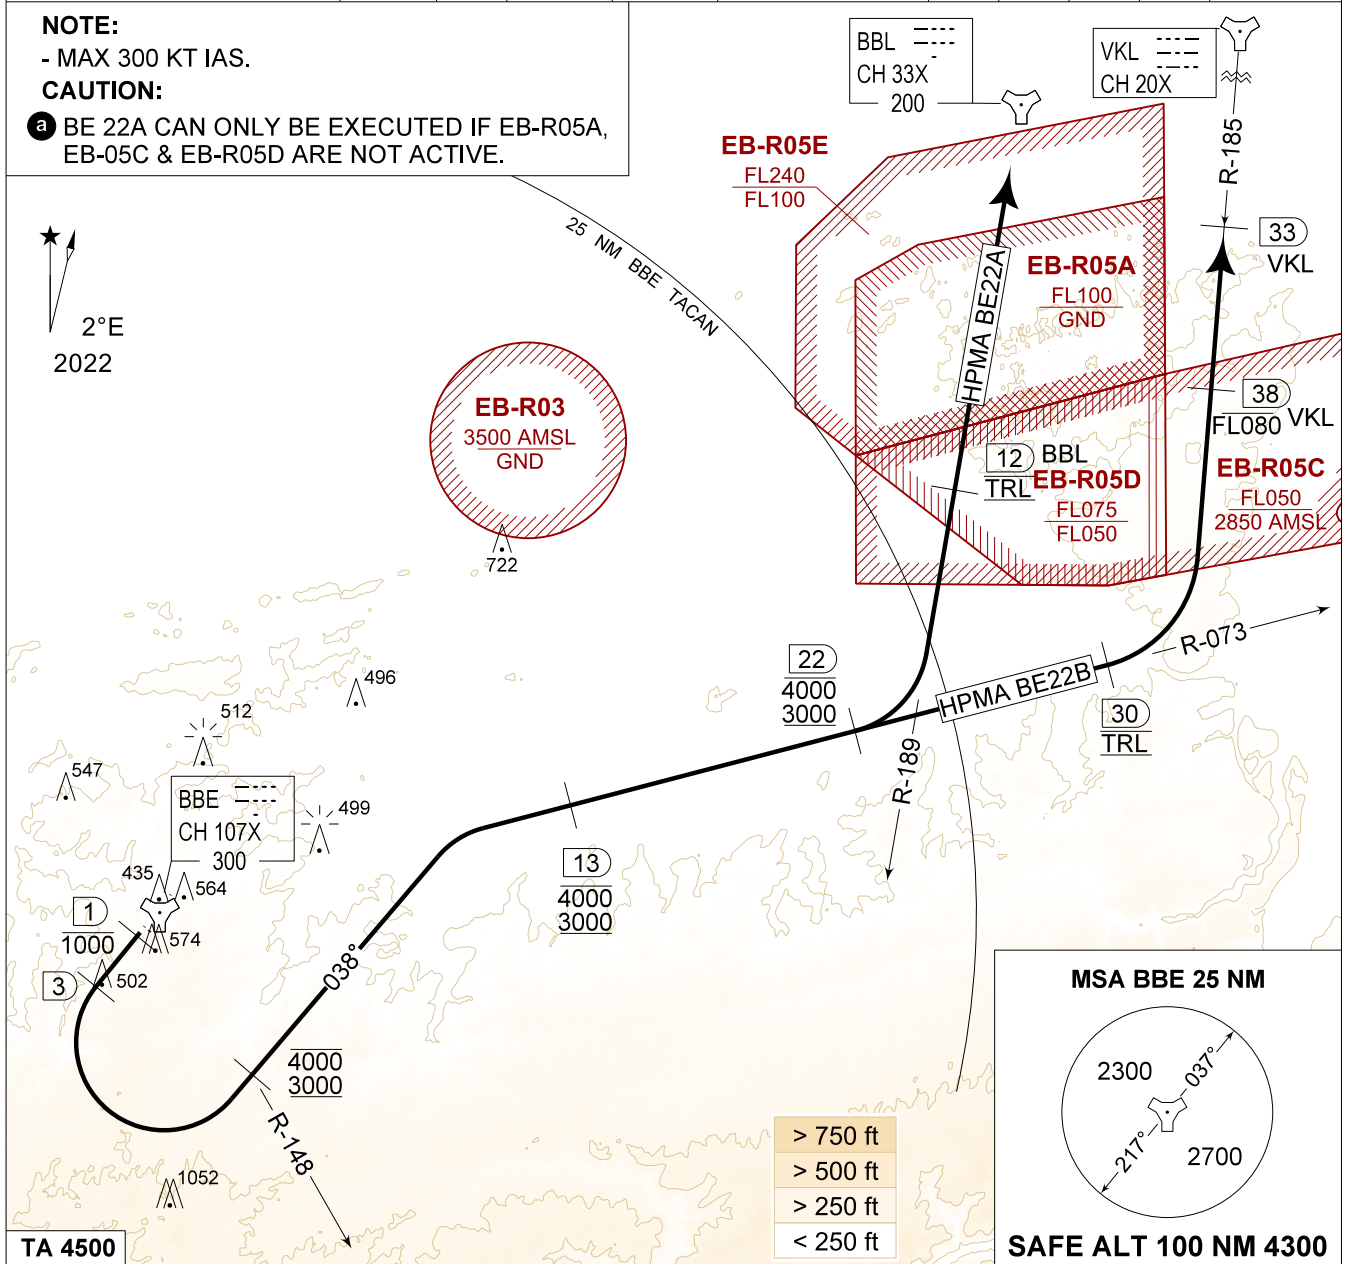 NOTE:
- MAX 300 KT IAS.
CAUTION:
a BE 22A CAN ONLY BE EXECUTED IF EB-R05A,
EB-05C & EB-R05D ARE NOT ACTIVE.
BBL
CH 33X
200
VKL
CH 20X
R-185
EB-R05E
FL240
FL100
25 NM BBE TACAN
33
VKL
EB-R05A
FL100
GND
HPMA BE22A
2°E
2022
EB-R03
3500 AMSL
GND
38
FL080 VKL
12 BBL
TRL
EB-R05D
FL075
FL050
EB-R05C
FL050
2850 AMSL
722
R-073
22
4000
3000
HPMA BE22B
496
512
30
TRL
R-189
547
BBE
CH 107X
300
499
13
4000
3000
435
564
1
1000
574
3
502
038°
4000
3000
R-148
1052
MSA BBE 25 NM
2300
037°
217°
2700
SAFE ALT 100 NM 4300
> 750 ft
> 500 ft
> 250 ft
< 250 ft
TA 4500